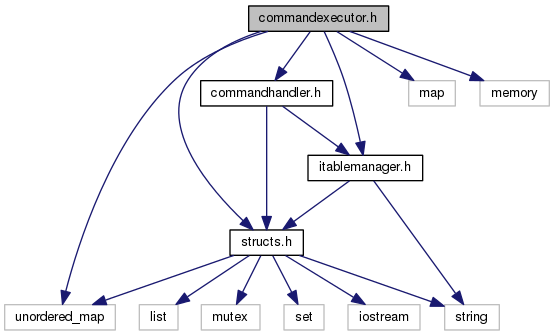 commandexecutor.h
commandhandler.h
map
memory
itablemanager.h
structs.h
unordered_map
list
mutex
set
iostream
string